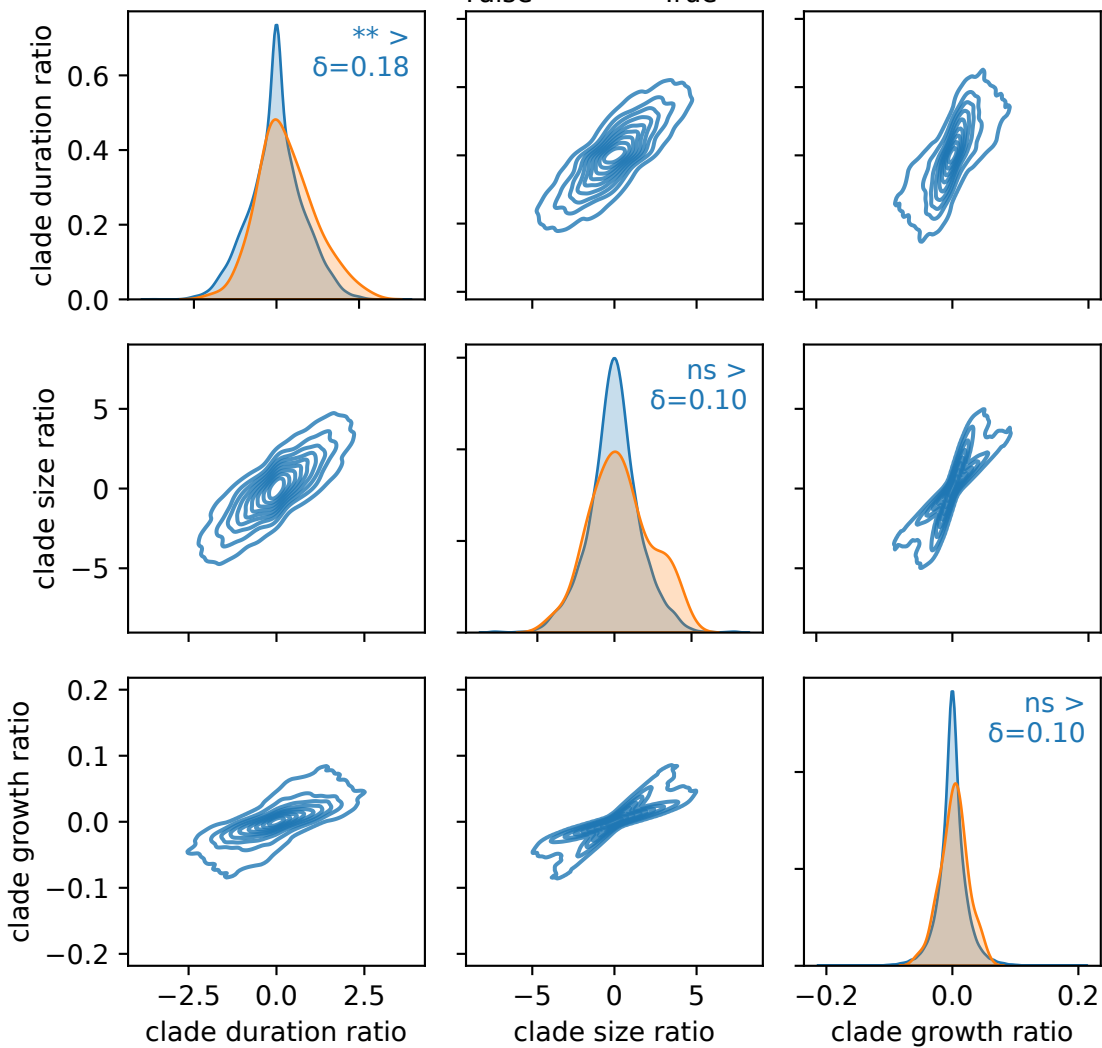 False True
clade duration ratio
0.6
0.4
0.2
0.0
** >
δ=0.18
clade size ratio
5
0
−5
ns >
δ=0.10
clade growth ratio
0.2
0.1
0.0
−0.1
−0.2
ns >
δ=0.10
−2.5 0.0 2.5
−5 0 5
−0.2 0.0 0.2
clade duration ratio
clade size ratio
clade growth ratio